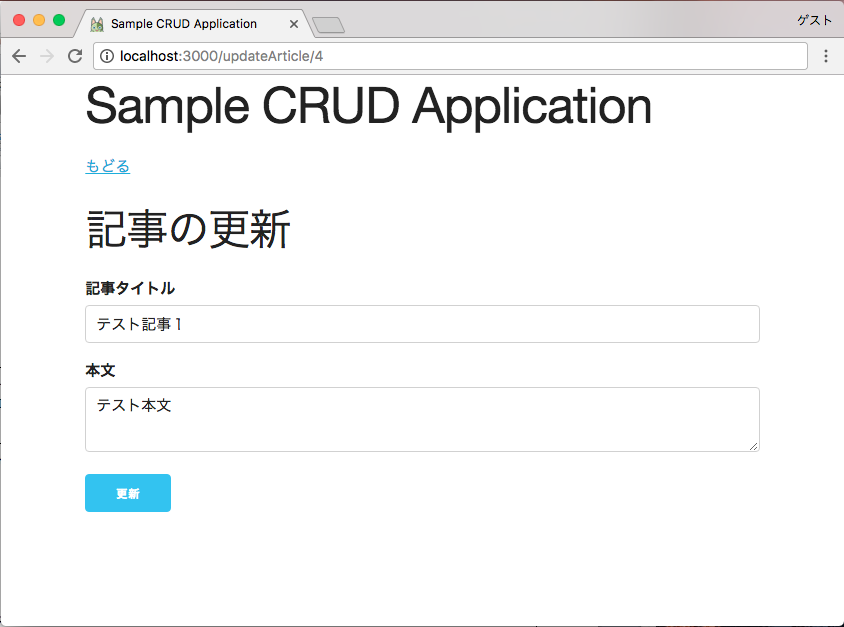 Sample CRUD Application
ゲスト
localhost:3000/updateArticle/4
Sample CRUD Application
もどる
記事の更新
記事タイトル
テスト記事 1
本文
テスト本文
更新